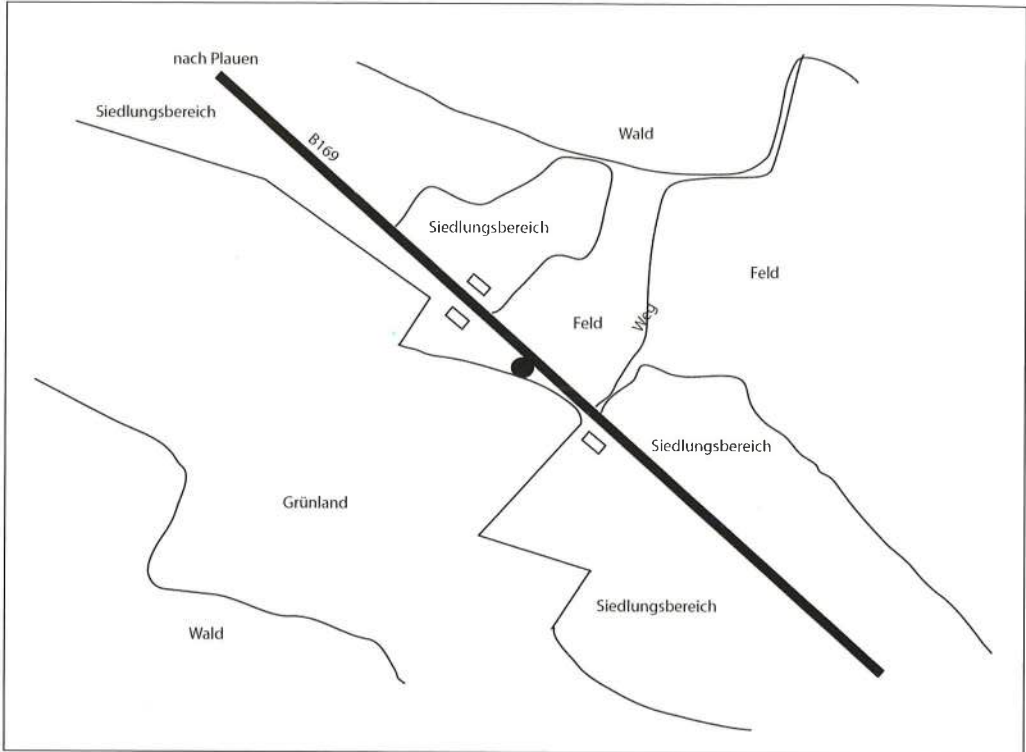 nach Plauen
Siedlungsbereich
B169
Wald
Siedlungsbereich
Feld
Feld
Weg
Siedlungsbereich
Grünland
Siedlungsbereich
Wald